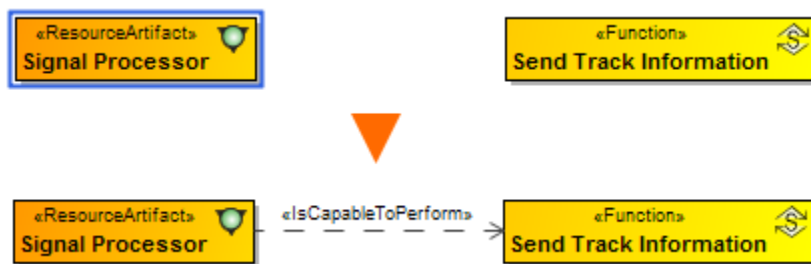 «ResourceArtifact»
Signal Processor
«Function»
S
Send Track Information
«ResourceArtifact»
Signal Processor
«IsCapableToPerform»
«Function»
S
Send Track Information